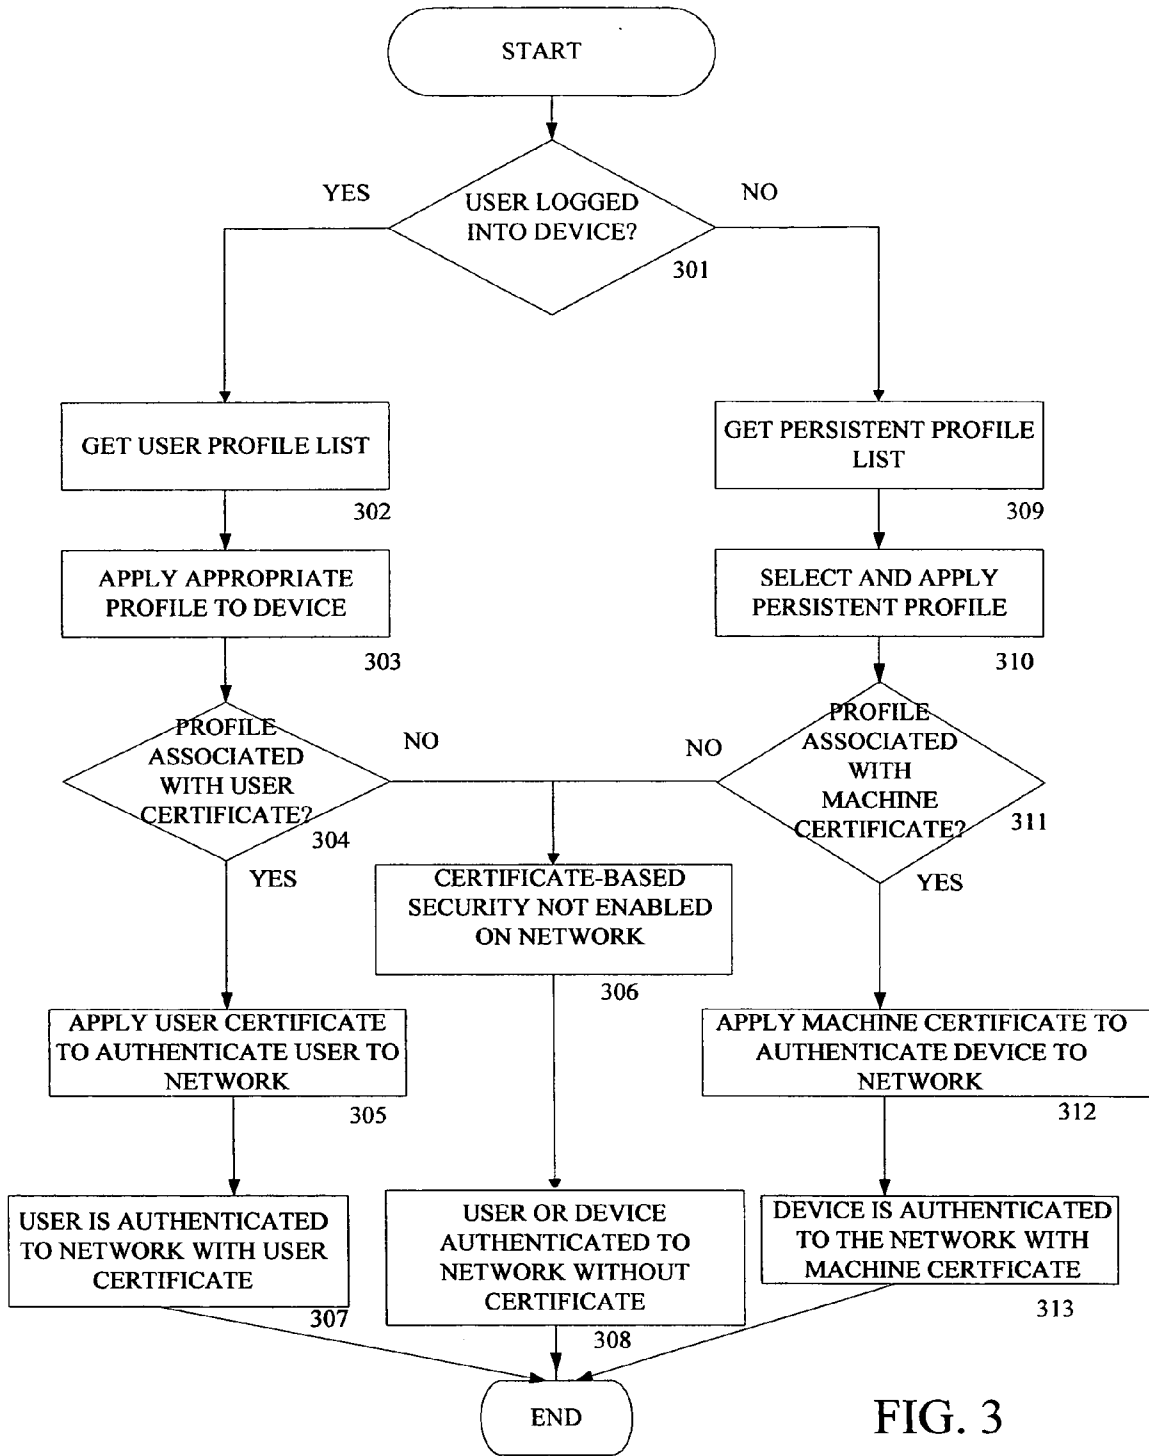 START
YES
NO
USER LOGGED
INTO DEVICE?
301
GET USER PROFILE LIST
302
GET PERSISTENT PROFILE
LIST
309
APPLY APPROPRIATE
PROFILE TO DEVICE
303
SELECT AND APPLY
PERSISTENT PROFILE
310
PROFILE
ASSOCIATED
WITH USER
CERTIFICATE?
304
NO
NO
PROFILE
ASSOCIATED
WITH
MACHINE
CERTIFICATE?
311
YES
YES
CERTIFICATE-BASED
SECURITY NOT ENABLED
ON NETWORK
306
APPLY USER CERTIFICATE
TO AUTHENTICATE USER TO
NETWORK
305
APPLY MACHINE CERTIFICATE TO
AUTHENTICATE DEVICE TO
NETWORK
312
USER IS AUTHENTICATED
TO NETWORK WITH USER
CERTIFICATE
307
USER OR DEVICE
AUTHENTICATED TO
NETWORK WITHOUT
CERTIFICATE
308
DEVICE IS AUTHENTICATED
TO THE NETWORK WITH
MACHINE CERTFICATE
313
END
FIG. 3